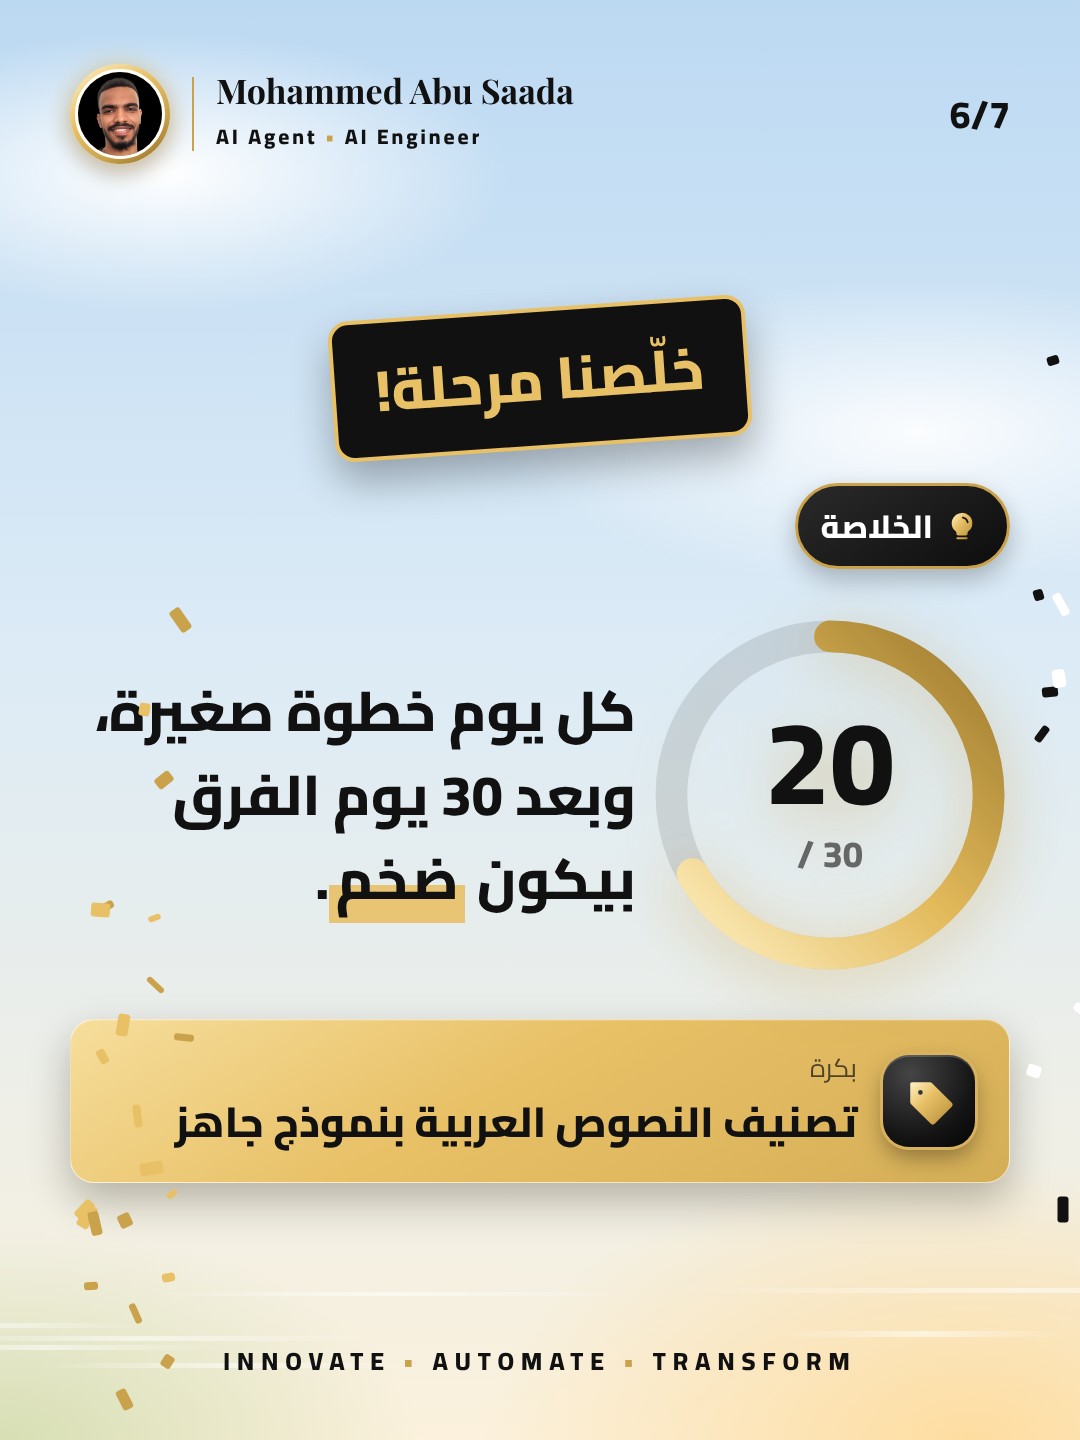 Mohammed Abu Saada
AI Agent ▪ AI Engineer
6/7
خلّصنا مرحلة!
الخلاصة
20
/ 30
كل يوم خطوة صغيرة،
وبعد 30 يوم الفرق
بيكون ضخم.
بكرة
تصنيف النصوص العربية بنموذج جاهز
INNOVATE ▪ AUTOMATE ▪ TRANSFORM